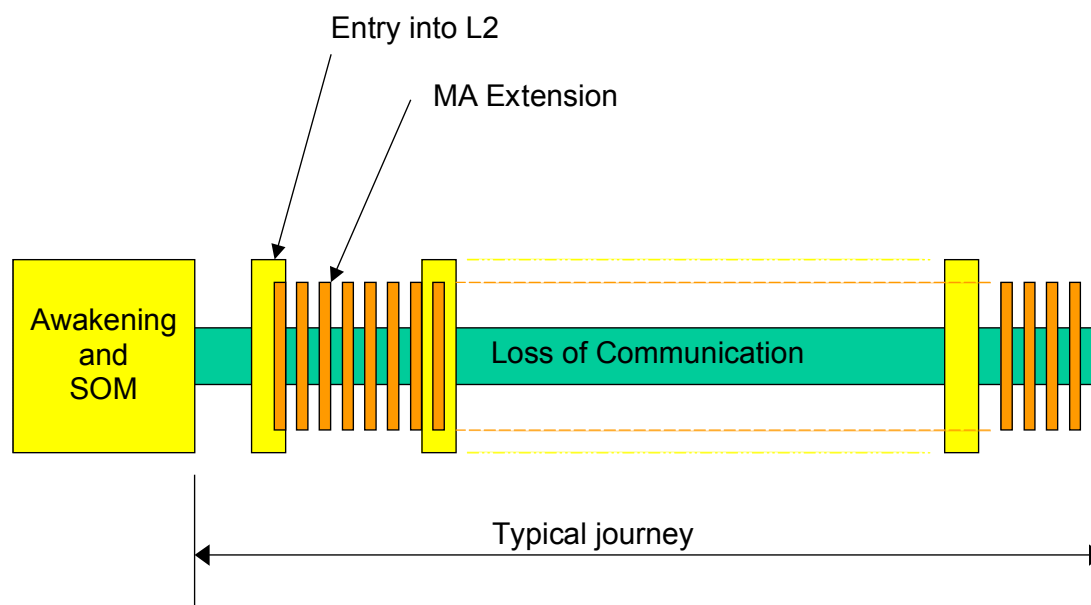 Entry into L2
MA Extension
Awakening
and
SOM
Loss of Communication
Typical journey